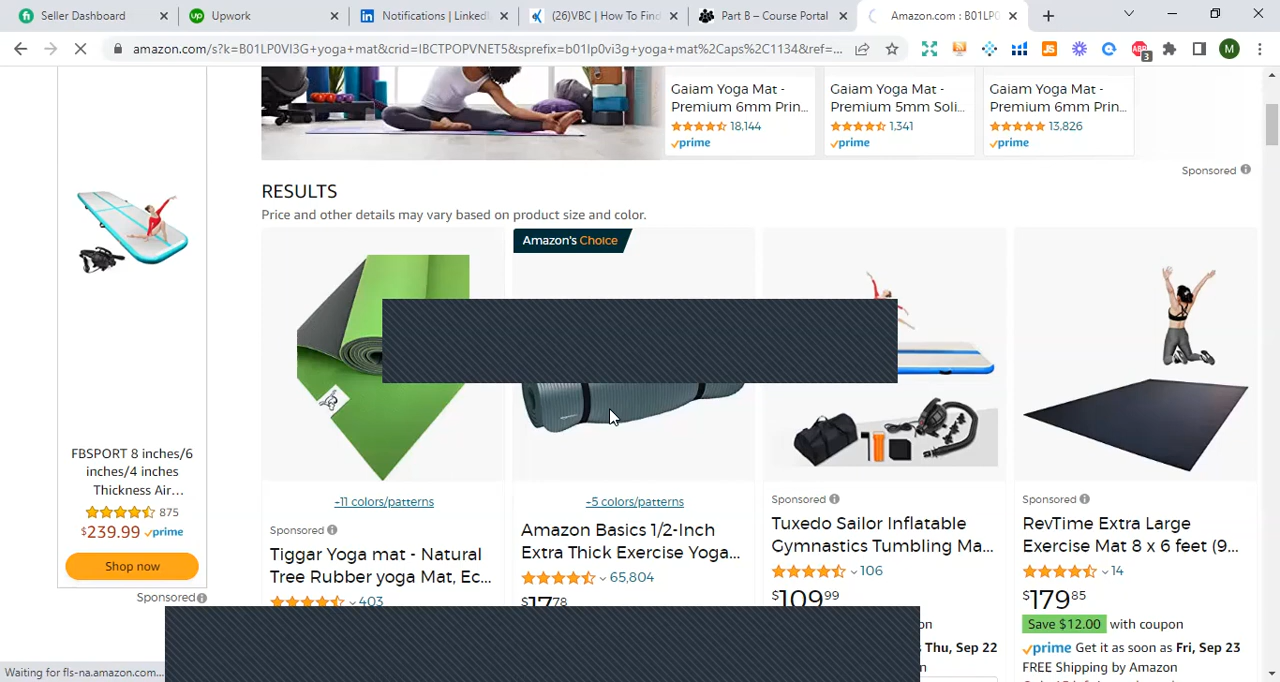 Seller Dashboard
Upwork
Notifications | LinkedI
(26)VBC | How To Find
Part B – Course Portal
Amazon.com : B01LP0
amazon.com/s?k=B01LP0VI3G+yoga+mat&crid=IBCTPOPVNET5&sprefix=b01lp0vi3g+yoga+mat%2Caps%2C1134&ref=...
JS
ABP
3
M
Gaiam Yoga Mat -
Premium 6mm Prin...
18,144
prime
Gaiam Yoga Mat -
Premium 5mm Soli...
1,341
prime
Gaiam Yoga Mat -
Premium 6mm Prin...
13,826
prime
Sponsored
RESULTS
Price and other details may vary based on product size and color.
Amazon's Choice
FBSPORT 8 inches/6
inches/4 inches
Thickness Air...
875
$239.99 prime
Shop now
Sponsored
+11 colors/patterns
Sponsored
Tiggar Yoga mat - Natural
Tree Rubber yoga Mat, Ec...
403
+5 colors/patterns
Amazon Basics 1/2-Inch
Extra Thick Exercise Yoga...
65,804
$17.78
Sponsored
Tuxedo Sailor Inflatable
Gymnastics Tumbling Ma...
106
$109.99
Thu, Sep 22
Sponsored
RevTime Extra Large
Exercise Mat 8 x 6 feet (9...
14
$179.85
Save $12.00 with coupon
prime Get it as soon as Fri, Sep 23
FREE Shipping by Amazon
Waiting for fls-na.amazon.com...